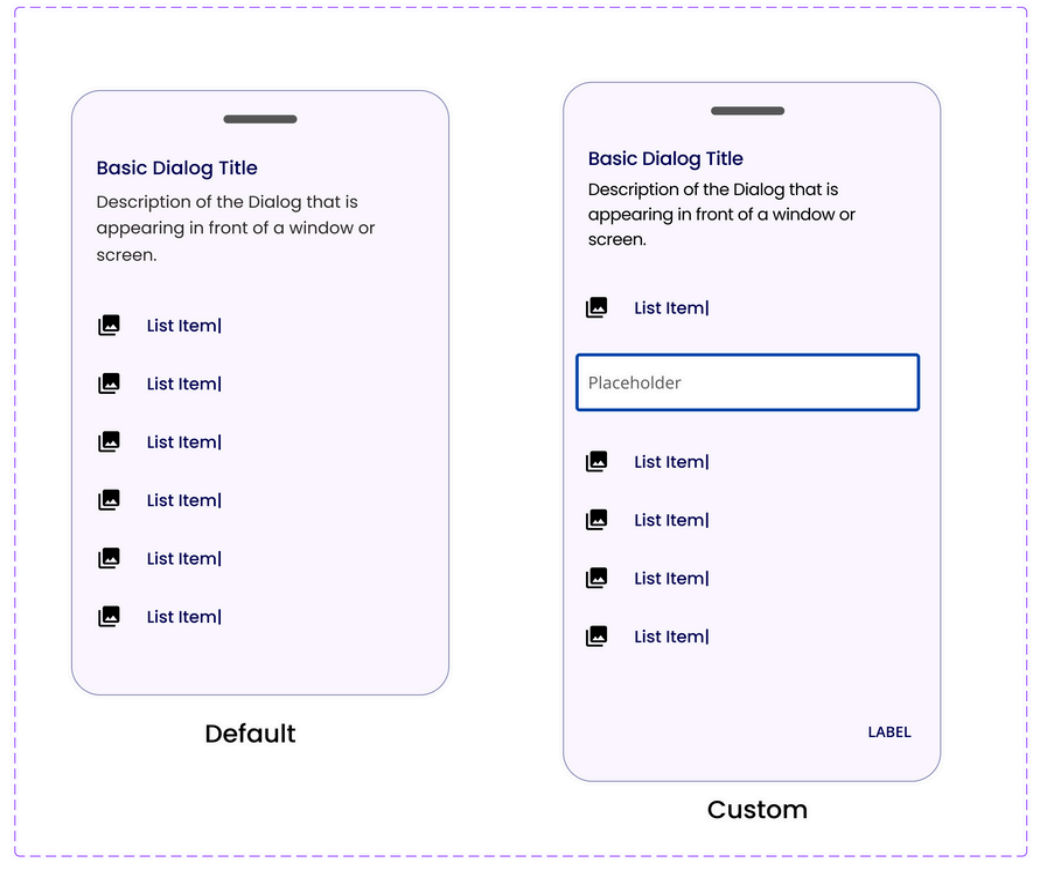 Basic Dialog Title
Description of the Dialog that is
appearing in front of a window or
screen.
List Item|
List Item|
List Item|
List Item|
List Item|
List Item|
Default
Basic Dialog Title
Description of the Dialog that is
appearing in front of a window or
screen.
List Item|
Placeholder
List Item|
List Item|
List Item|
List Item|
LABEL
Custom